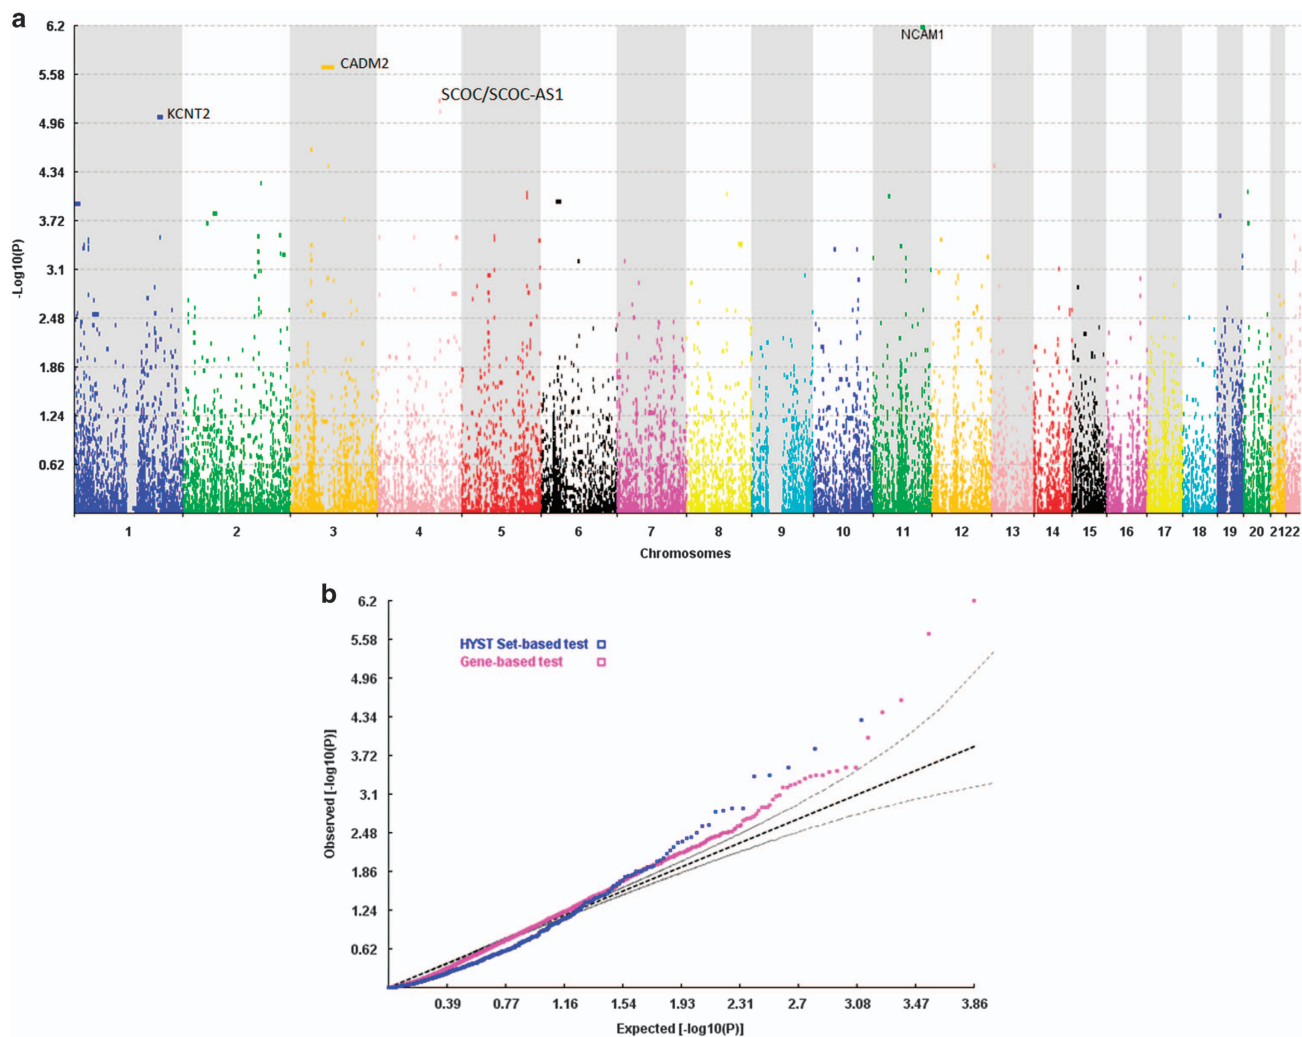 a
6.2
5.58
4.96
4.34
3.72
3.1
2.48
1.86
1.24
0.62
-Log10(P)
NCAM1
CADM2
SCOC/SCOC-AS1
KCNT2
1 2 3 4 5 6 7 8 9 10 11 12 13 14 15 16 17 18 19 20 2122
Chromosomes
b
6.2
5.58
4.96
4.34
3.72
3.1
2.48
1.86
1.24
0.62
Observed [-log10(P)]
HYST Set-based test
Gene-based test
0.39 0.77 1.16 1.54 1.93 2.31 2.7 3.08 3.47 3.86
Expected [-log10(P)]